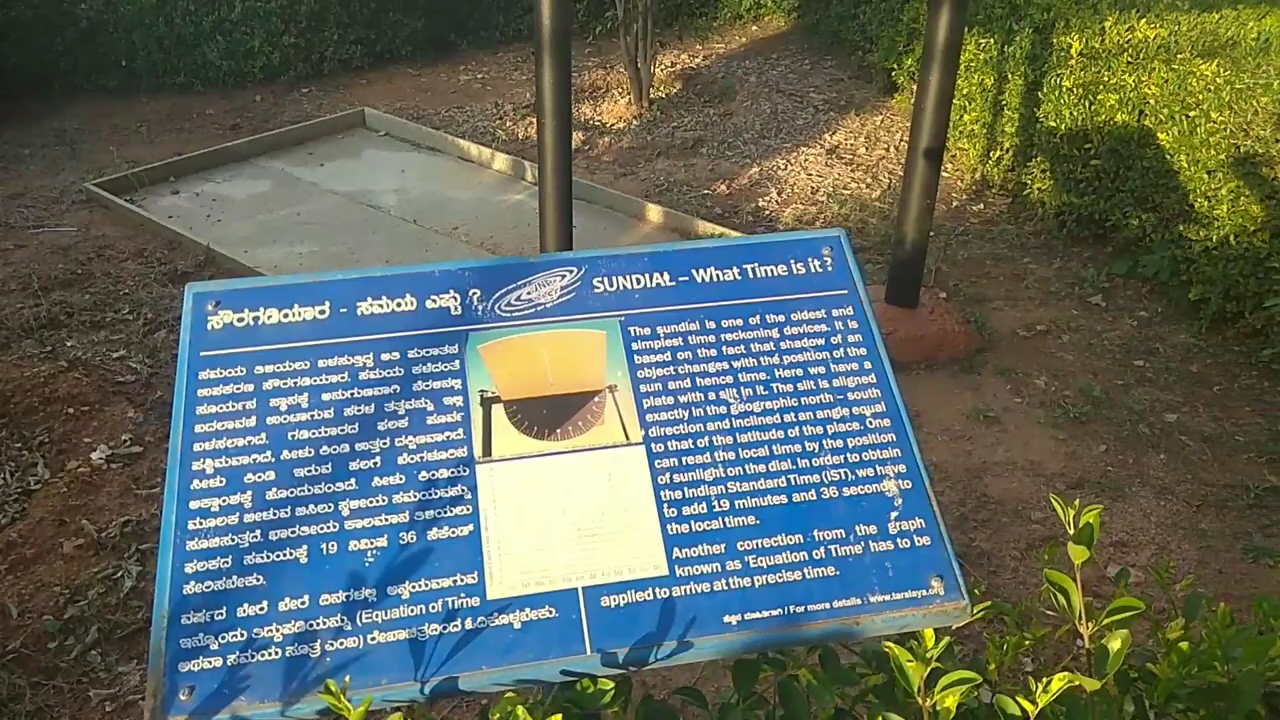 ಸೌರಗಡಿಯಾರ - ಸಮಯ ಎಷ್ಟು ?
SUNDIAL – What Time is it ?
ಸಮಯ ತಿಳಿಯಲು ಬಳಸುತ್ತಿದ್ದ ಅತಿ ಪುರಾತನ
ಉಪಕರಣ ಸೌರಗಡಿಯಾರ. ಸಮಯ ಕಳೆದಂತೆ
ಸೂರ್ಯನ ಸ್ಥಾನಕ್ಕೆ ಅನುಗುಣವಾಗಿ ನೆರಳಿನಲ್ಲಿ
ಬದಲಾವಣೆ ಉಂಟಾಗುವ ಸರಳ ತತ್ವವನ್ನು ಇಲ್ಲಿ
ಬಳಸಲಾಗಿದೆ. ಗಡಿಯಾರದ ಫಲಕ ಪೂರ್ವ
ಪಶ್ಚಿಮವಾಗಿದೆ, ಸೀಳು ಕಿಂಡಿ ಉತ್ತರ ದಕ್ಷಿಣವಾಗಿದೆ.
ಸೀಳು ಕಿಂಡಿ ಇರುವ ಹಲಗೆ ಬೆಂಗಳೂರಿನ
ಅಕ್ಷಾಂಶಕ್ಕೆ ಹೊಂದುವಂತಿದೆ. ಸೀಳು ಕಿಂಡಿಯ
ಮೂಲಕ ಬೀಳುವ ಬಿಸಿಲು ಸ್ಥಳೀಯ ಸಮಯವನ್ನು
ಸೂಚಿಸುತ್ತದೆ. ಭಾರತೀಯ ಕಾಲಮಾನ ತಿಳಿಯಲು
ಫಲಕದ ಸಮಯಕ್ಕೆ 19 ನಿಮಿಷ 36 ಸೆಕೆಂಡ್
ಸೇರಿಸಬೇಕು.
ವರ್ಷದ ಬೇರೆ ಬೇರೆ ದಿನಗಳಲ್ಲಿ ಅನ್ವಯವಾಗುವ
ಇನ್ನೊಂದು ತಿದ್ದುಪಡಿಯನ್ನು (Equation of Time
ಅಥವಾ ಸಮಯ ಸೂತ್ರ ಎಂಬ) ರೇಖಾಚಿತ್ರದಿಂದ ಕಂಡುಕೊಳ್ಳಬೇಕು.
The sundial is one of the oldest and
simplest time reckoning devices. It is
based on the fact that shadow of an
object changes with the position of the
sun and hence time. Here we have a
plate with a slit in it. The slit is aligned
exactly in the geographic north – south
direction and inclined at an angle equal
to that of the latitude of the place. One
can read the local time by the position
of sunlight on the dial. In order to obtain
the Indian Standard Time (IST), we have
to add 19 minutes and 36 seconds to
the local time.
Another correction from the graph
known as 'Equation of Time' has to be
applied to arrive at the precise time.
ಹೆಚ್ಚಿನ ಮಾಹಿತಿಗಾಗಿ / For more details : www.taralaya.org